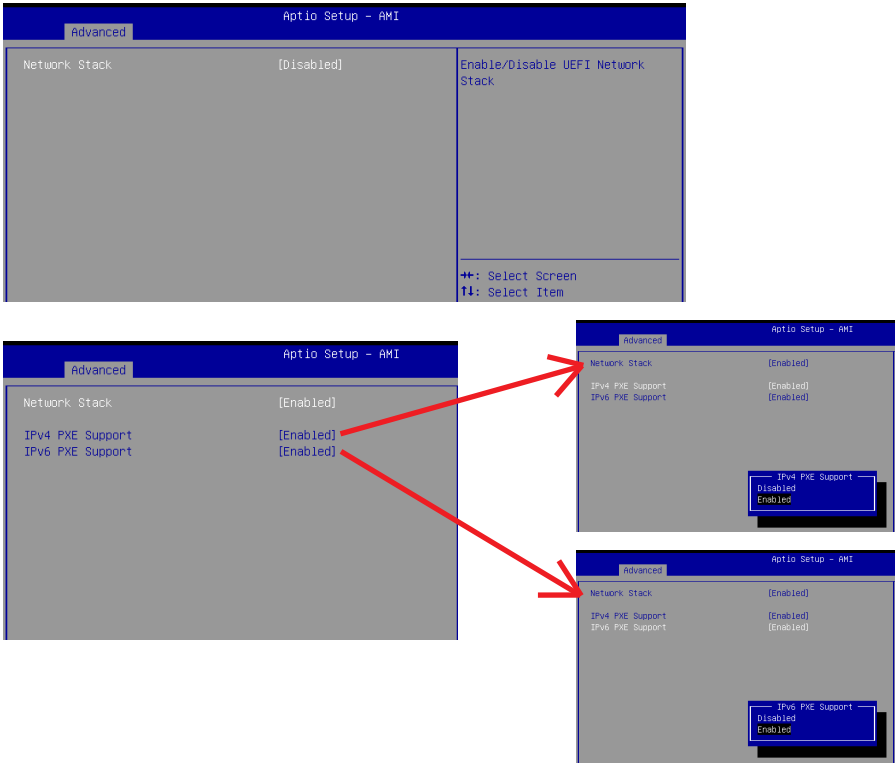 Aptio Setup – AMI
Advanced
Network Stack [Disabled]
Enable/Disable UEFI Network
Stack
→←: Select Screen
↑↓: Select Item
Aptio Setup – AMI
Advanced
Network Stack [Enabled]
IPv4 PXE Support [Enabled]
IPv6 PXE Support [Enabled]
Aptio Setup – AMI
Advanced
Network Stack [Enabled]
IPv4 PXE Support [Enabled]
IPv6 PXE Support [Enabled]
IPv4 PXE Support
Disabled
Enabled
Aptio Setup – AMI
Advanced
Network Stack [Enabled]
IPv4 PXE Support [Enabled]
IPv6 PXE Support [Enabled]
IPv6 PXE Support
Disabled
Enabled